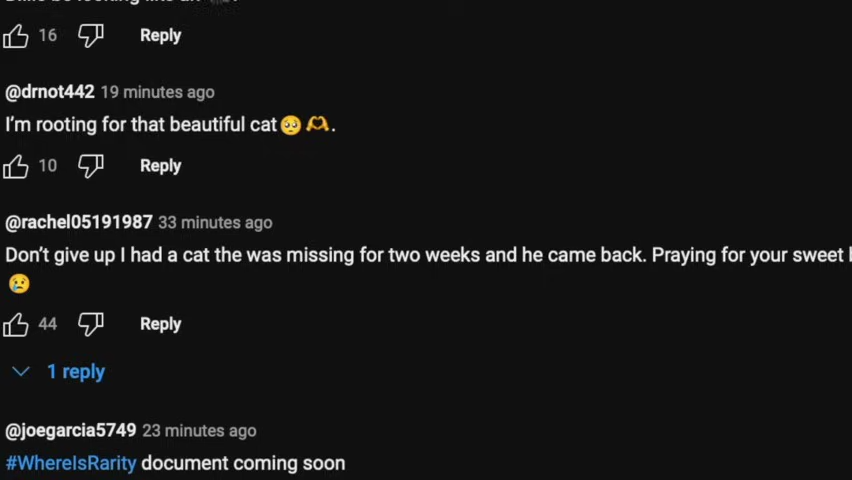 16 Reply
@drnot442 19 minutes ago
I'm rooting for that beautiful cat🥺🫶.
10 Reply
@rachel05191987 33 minutes ago
Don't give up I had a cat the was missing for two weeks and he came back. Praying for your sweet
😢
44 Reply
1 reply
@joegarcia5749 23 minutes ago
#WhereIsRarity document coming soon